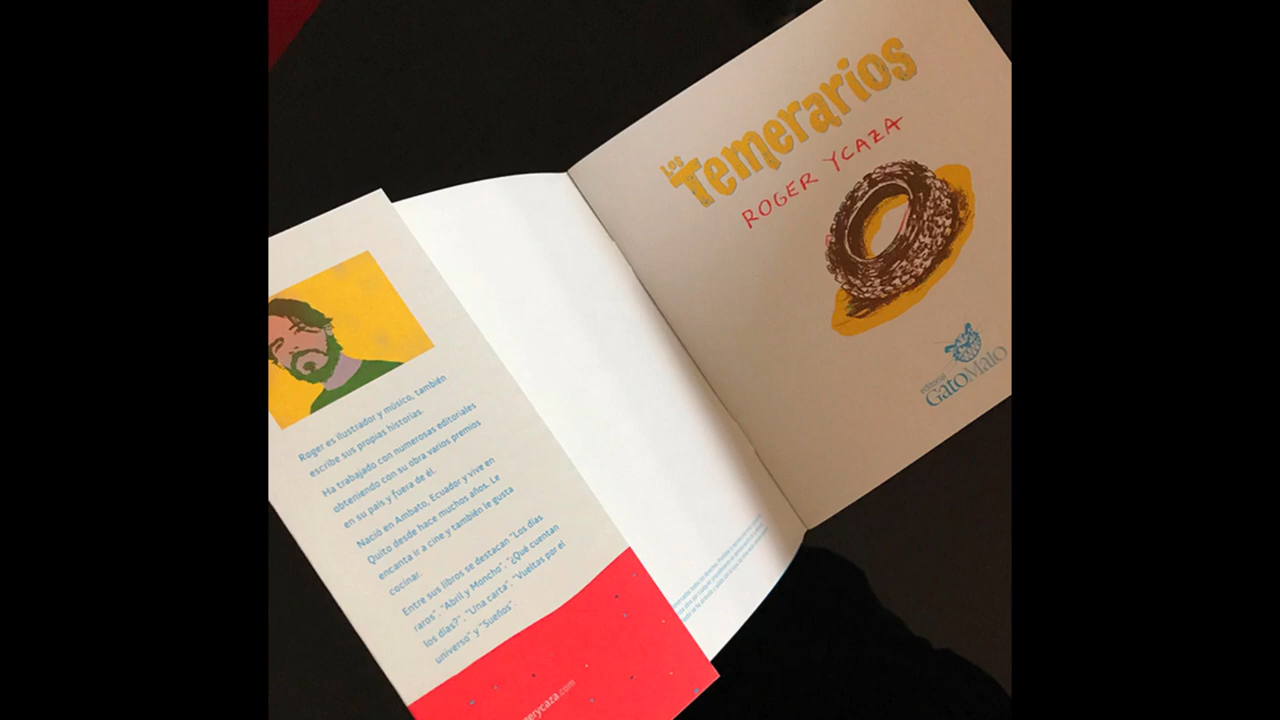 Roger es ilustrador y músico, también
escribe sus propias historias.
Ha trabajado con numerosas editoriales
obteniendo con su obra varios premios
en su país y fuera de él.
Nació en Ambato, Ecuador y vive en
Quito desde hace muchos años. Le
encanta ir a cine y también le gusta
cocinar.
Entre sus libros se destacan "Los días
raros". "Abril y Moncho". "¿Qué cuentan
los días?". "Una carta". "Vueltas por el
universo" y "Sueños".
Los
Temerarios
ROGER YCAZA
editorial
GatoMalo